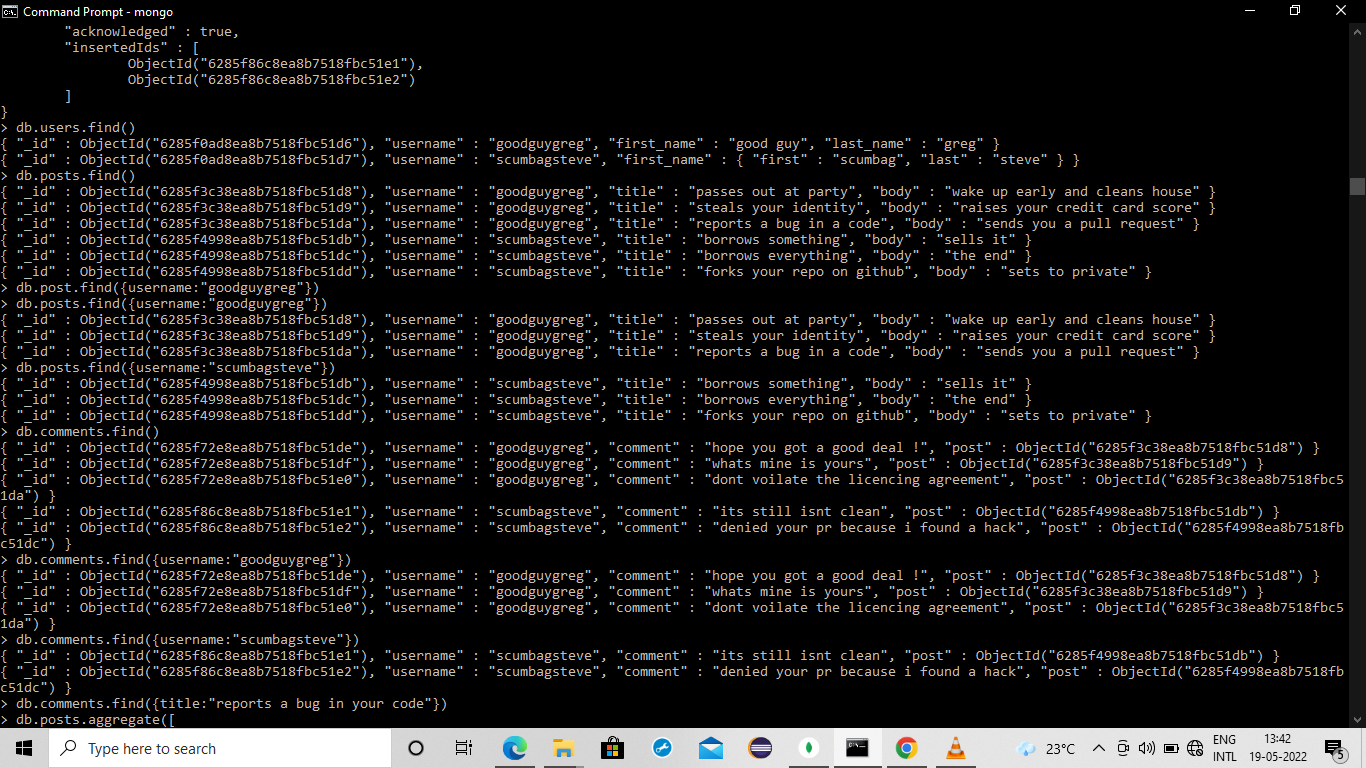 Command Prompt - mongo
"acknowledged" : true,
"insertedIds" : [
ObjectId("6285f86c8ea8b7518fbc51e1"),
ObjectId("6285f86c8ea8b7518fbc51e2")
]
}
> db.users.find()
{ "_id" : ObjectId("6285f0ad8ea8b7518fbc51d6"), "username" : "goodguygreg", "first_name" : "good guy", "last_name" : "greg" }
{ "_id" : ObjectId("6285f0ad8ea8b7518fbc51d7"), "username" : "scumbagsteve", "first_name" : { "first" : "scumbag", "last" : "steve" } }
> db.posts.find()
{ "_id" : ObjectId("6285f3c38ea8b7518fbc51d8"), "username" : "goodguygreg", "title" : "passes out at party", "body" : "wake up early and cleans house" }
{ "_id" : ObjectId("6285f3c38ea8b7518fbc51d9"), "username" : "goodguygreg", "title" : "steals your identity", "body" : "raises your credit card score" }
{ "_id" : ObjectId("6285f3c38ea8b7518fbc51da"), "username" : "goodguygreg", "title" : "reports a bug in a code", "body" : "sends you a pull request" }
{ "_id" : ObjectId("6285f4998ea8b7518fbc51db"), "username" : "scumbagsteve", "title" : "borrows something", "body" : "sells it" }
{ "_id" : ObjectId("6285f4998ea8b7518fbc51dc"), "username" : "scumbagsteve", "title" : "borrows everything", "body" : "the end" }
{ "_id" : ObjectId("6285f4998ea8b7518fbc51dd"), "username" : "scumbagsteve", "title" : "forks your repo on github", "body" : "sets to private" }
> db.post.find({username:"goodguygreg"})
> db.posts.find({username:"goodguygreg"})
{ "_id" : ObjectId("6285f3c38ea8b7518fbc51d8"), "username" : "goodguygreg", "title" : "passes out at party", "body" : "wake up early and cleans house" }
{ "_id" : ObjectId("6285f3c38ea8b7518fbc51d9"), "username" : "goodguygreg", "title" : "steals your identity", "body" : "raises your credit card score" }
{ "_id" : ObjectId("6285f3c38ea8b7518fbc51da"), "username" : "goodguygreg", "title" : "reports a bug in a code", "body" : "sends you a pull request" }
> db.posts.find({username:"scumbagsteve"})
{ "_id" : ObjectId("6285f4998ea8b7518fbc51db"), "username" : "scumbagsteve", "title" : "borrows something", "body" : "sells it" }
{ "_id" : ObjectId("6285f4998ea8b7518fbc51dc"), "username" : "scumbagsteve", "title" : "borrows everything", "body" : "the end" }
{ "_id" : ObjectId("6285f4998ea8b7518fbc51dd"), "username" : "scumbagsteve", "title" : "forks your repo on github", "body" : "sets to private" }
> db.comments.find()
{ "_id" : ObjectId("6285f72e8ea8b7518fbc51de"), "username" : "goodguygreg", "comment" : "hope you got a good deal !", "post" : ObjectId("6285f3c38ea8b7518fbc51d8") }
{ "_id" : ObjectId("6285f72e8ea8b7518fbc51df"), "username" : "goodguygreg", "comment" : "whats mine is yours", "post" : ObjectId("6285f3c38ea8b7518fbc51d9") }
{ "_id" : ObjectId("6285f72e8ea8b7518fbc51e0"), "username" : "goodguygreg", "comment" : "dont voilate the licencing agreement", "post" : ObjectId("6285f3c38ea8b7518fbc5
1da") }
{ "_id" : ObjectId("6285f86c8ea8b7518fbc51e1"), "username" : "scumbagsteve", "comment" : "its still isnt clean", "post" : ObjectId("6285f4998ea8b7518fbc51db") }
{ "_id" : ObjectId("6285f86c8ea8b7518fbc51e2"), "username" : "scumbagsteve", "comment" : "denied your pr because i found a hack", "post" : ObjectId("6285f4998ea8b7518fb
c51dc") }
> db.comments.find({username:"goodguygreg"})
{ "_id" : ObjectId("6285f72e8ea8b7518fbc51de"), "username" : "goodguygreg", "comment" : "hope you got a good deal !", "post" : ObjectId("6285f3c38ea8b7518fbc51d8") }
{ "_id" : ObjectId("6285f72e8ea8b7518fbc51df"), "username" : "goodguygreg", "comment" : "whats mine is yours", "post" : ObjectId("6285f3c38ea8b7518fbc51d9") }
{ "_id" : ObjectId("6285f72e8ea8b7518fbc51e0"), "username" : "goodguygreg", "comment" : "dont voilate the licencing agreement", "post" : ObjectId("6285f3c38ea8b7518fbc5
1da") }
> db.comments.find({username:"scumbagsteve"})
{ "_id" : ObjectId("6285f86c8ea8b7518fbc51e1"), "username" : "scumbagsteve", "comment" : "its still isnt clean", "post" : ObjectId("6285f4998ea8b7518fbc51db") }
{ "_id" : ObjectId("6285f86c8ea8b7518fbc51e2"), "username" : "scumbagsteve", "comment" : "denied your pr because i found a hack", "post" : ObjectId("6285f4998ea8b7518fb
c51dc") }
> db.comments.find({title:"reports a bug in your code"})
> db.posts.aggregate([
Type here to search
23°C
ENG
INTL
13:42
19-05-2022
5